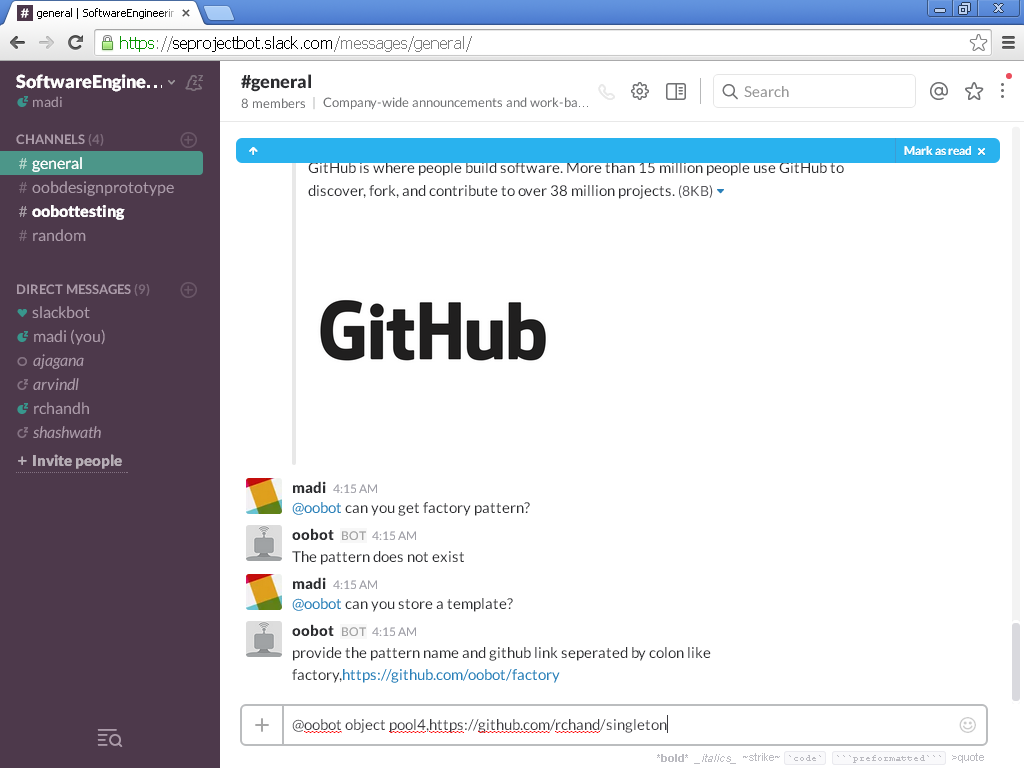 # general | SoftwareEngineerin
https://seprojectbot.slack.com/messages/general/
SoftwareEngine...
madi
CHANNELS (4)
# general
# oobdesignprototype
# oobottesting
# random
DIRECT MESSAGES (9)
slackbot
madi (you)
ajagana
arvindl
rchandh
shashwath
+ Invite people
#general
8 members | Company-wide announcements and work-ba...
Search
Mark as read
GitHub is where people build software. More than 15 million people use GitHub to
discover, fork, and contribute to over 38 million projects. (8KB)
GitHub
madi 4:15 AM
@oobot can you get factory pattern?
oobot BOT 4:15 AM
The pattern does not exist
madi 4:15 AM
@oobot can you store a template?
oobot BOT 4:15 AM
provide the pattern name and github link seperated by colon like
factory,https://github.com/oobot/factory
@oobot object pool4,https://github.com/rchand/singleton
*bold* _italics_ ~strike~ `code` ```preformatted``` >quote